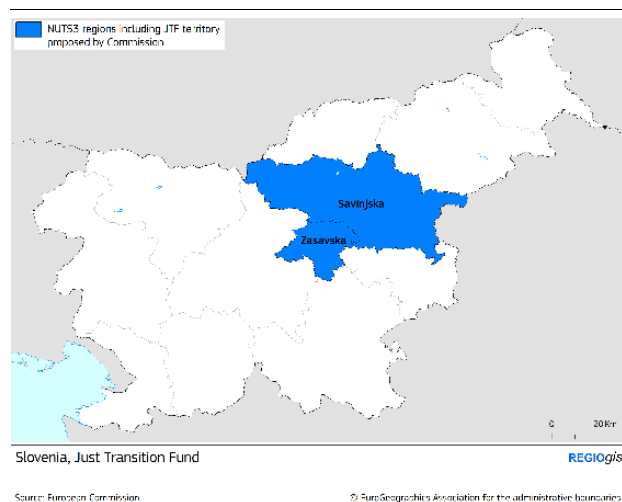 NUTS3 regions including JTF territory
proposed by Commission
Savinjska
Zasavska
0 20 Km
Slovenia, Just Transition Fund
REGIOgis
Source: European Commission
© EuroGeographics Association for the administrative boundaries